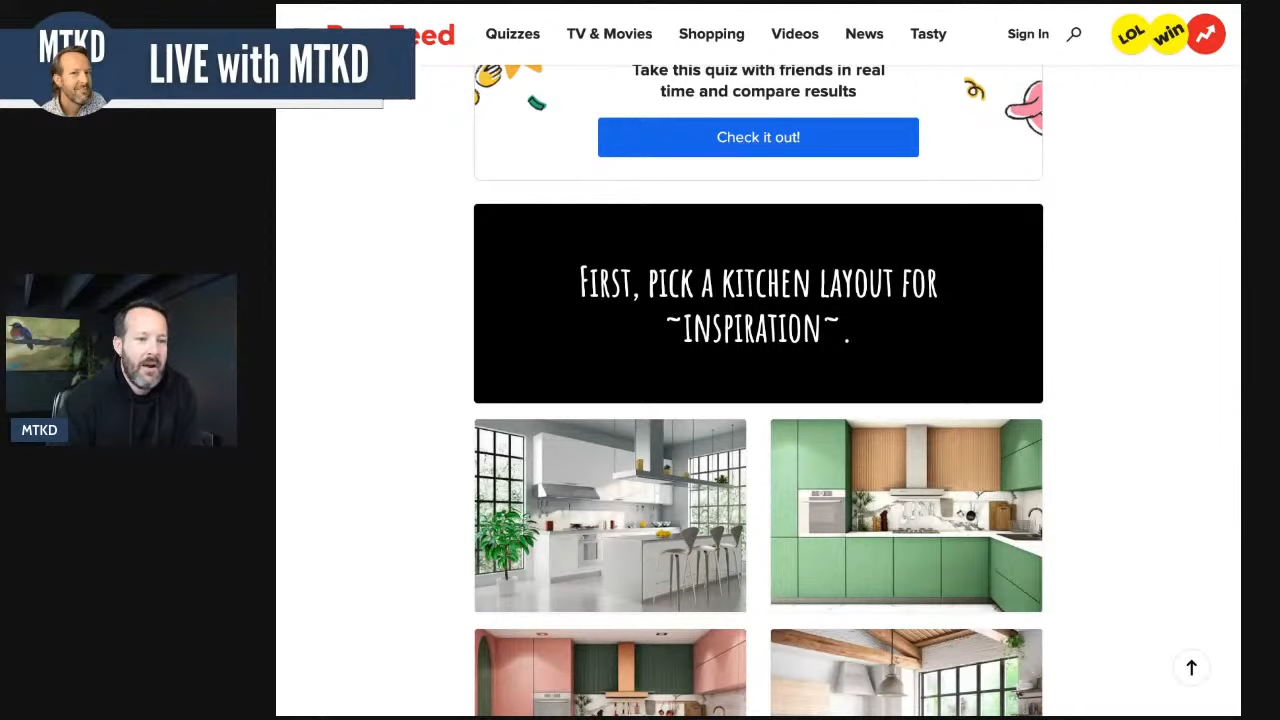 MTKD
LIVE with MTKD
Quizzes
TV & Movies
Shopping
Videos
News
Tasty
Sign In
LOL
win
Take this quiz with friends in real
time and compare results
Check it out!
FIRST, PICK A KITCHEN LAYOUT FOR
~INSPIRATION~ .
MTKD